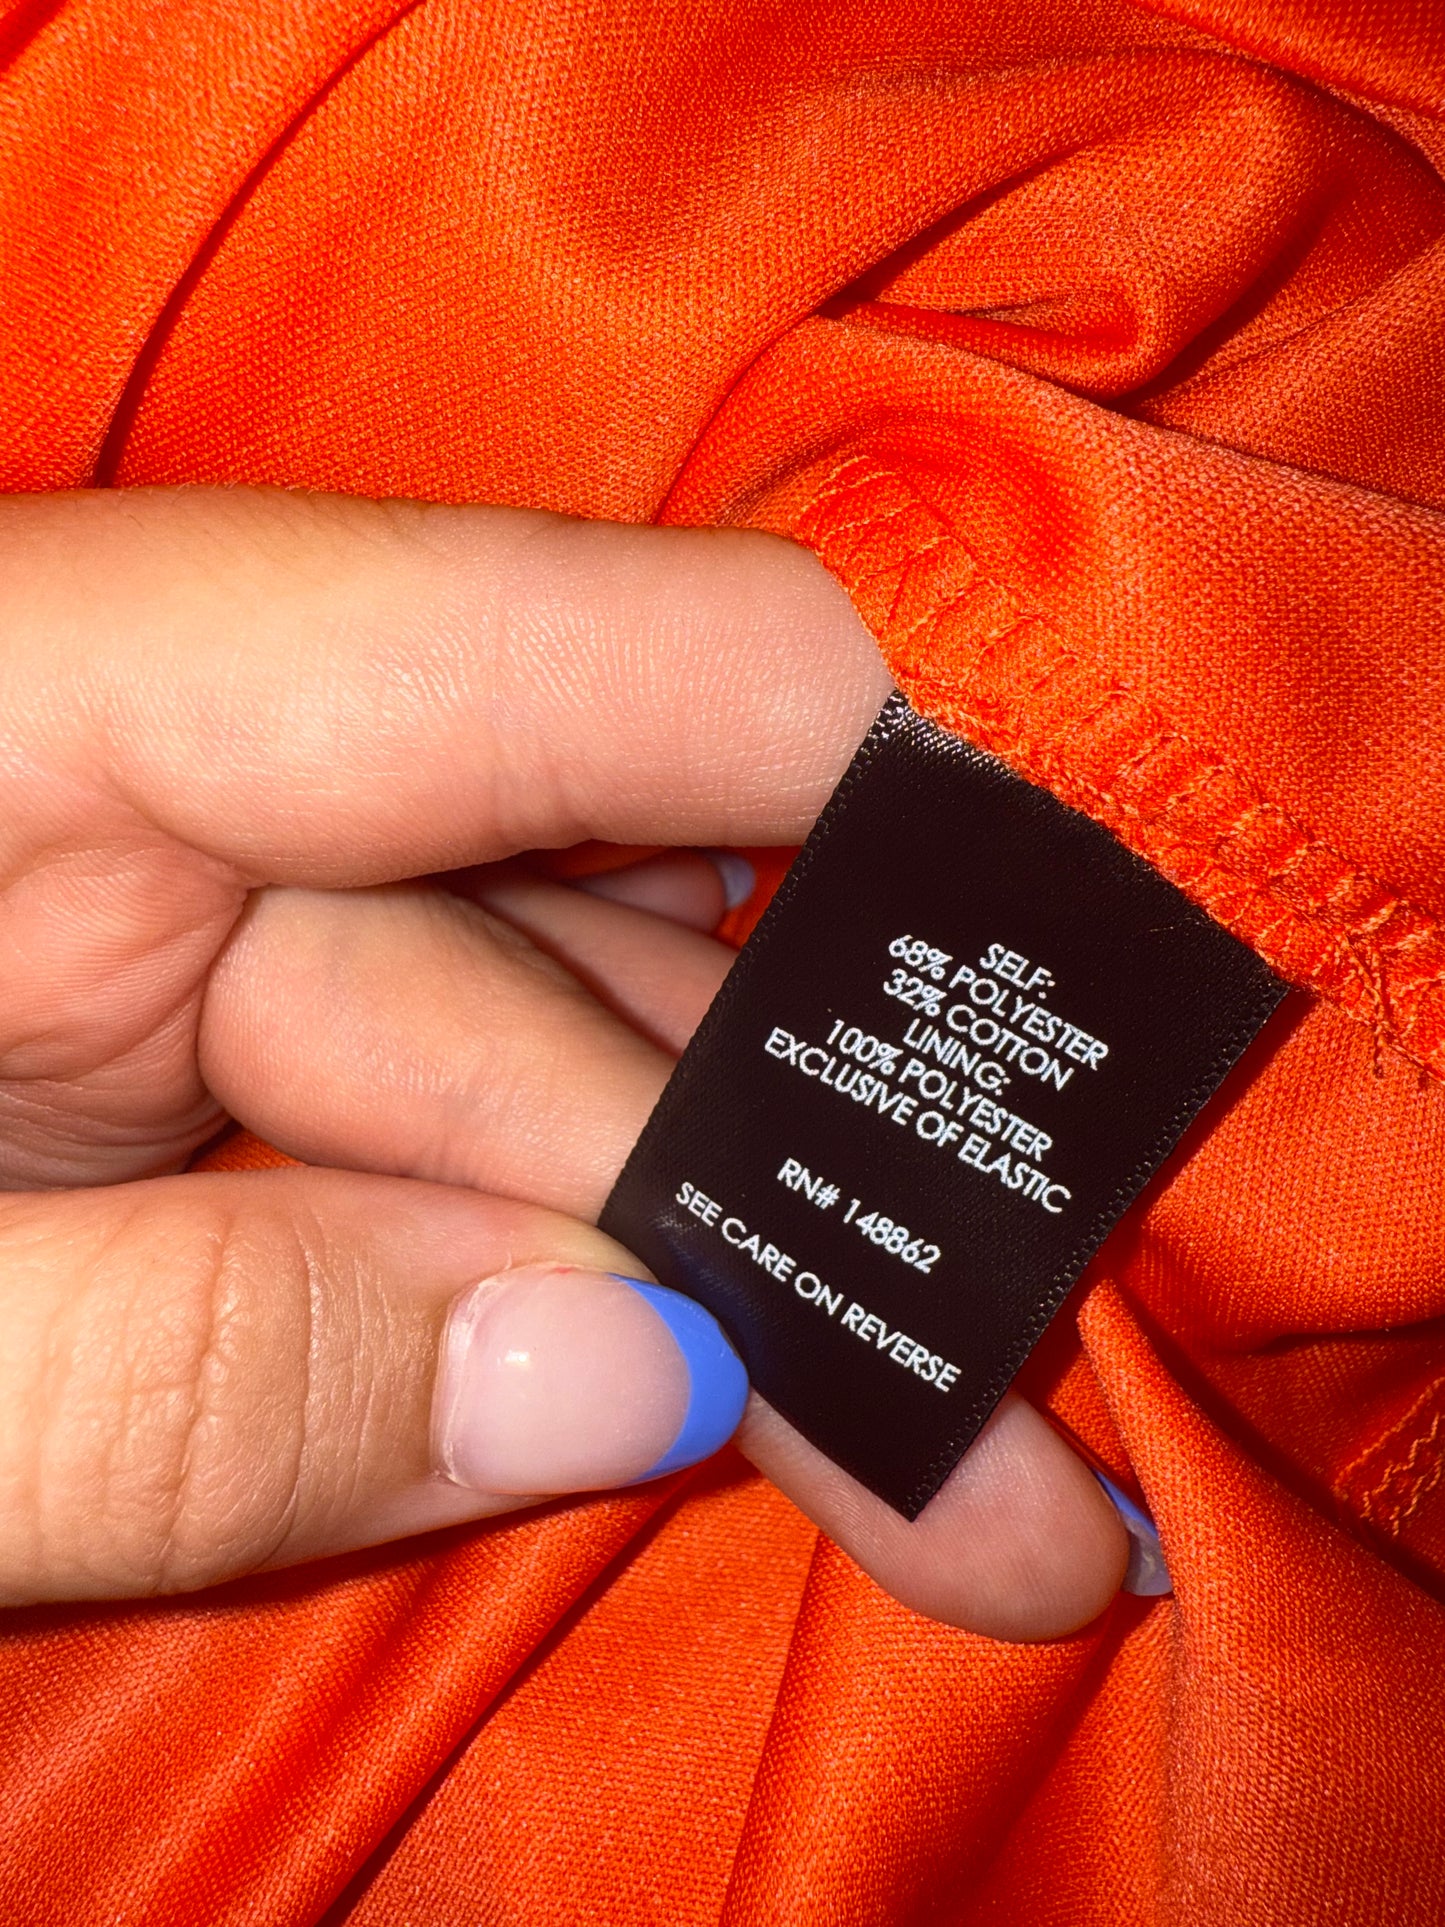 SELF:
68% POLYESTER
32% COTTON
LINING:
100% POLYESTER
EXCLUSIVE OF ELASTIC
RN# 148862
SEE CARE ON REVERSE